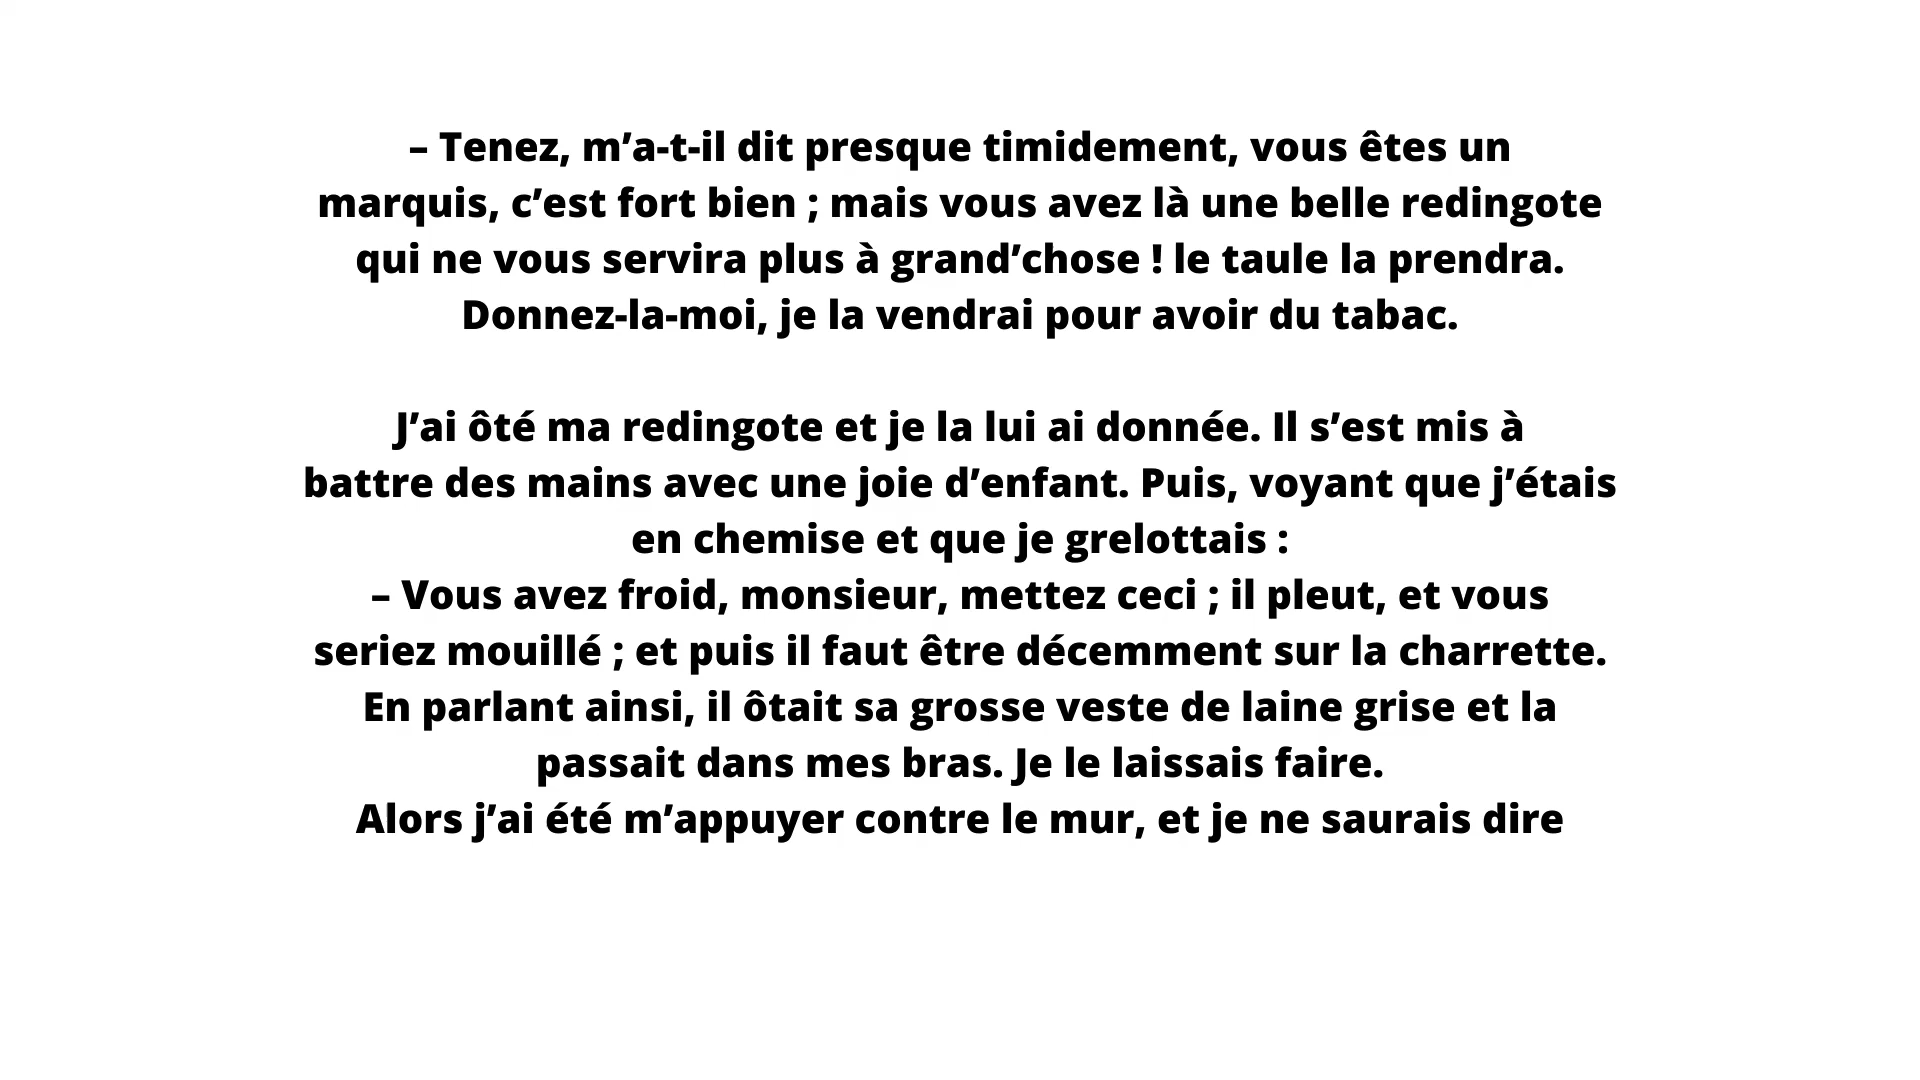 – Tenez, m’a-t-il dit presque timidement, vous êtes un
marquis, c’est fort bien ; mais vous avez là une belle redingote
qui ne vous servira plus à grand’chose ! le taule la prendra.
Donnez-la-moi, je la vendrai pour avoir du tabac.
J’ai ôté ma redingote et je la lui ai donnée. Il s’est mis à
battre des mains avec une joie d’enfant. Puis, voyant que j’étais
en chemise et que je grelottais :
– Vous avez froid, monsieur, mettez ceci ; il pleut, et vous
seriez mouillé ; et puis il faut être décemment sur la charrette.
En parlant ainsi, il ôtait sa grosse veste de laine grise et la
passait dans mes bras. Je le laissais faire.
Alors j’ai été m’appuyer contre le mur, et je ne saurais dire